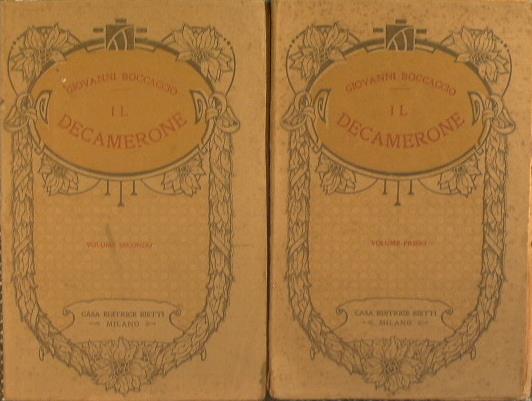 GIOVANNI BOCCACCIO
IL
DECAMERONE
VOLUME SECONDO
CASA EDITRICE BIETTI
MILANO
GIOVANNI BOCCACCIO
IL
DECAMERONE
VOLUME PRIMO
CASA EDITRICE BIETTI
MILANO